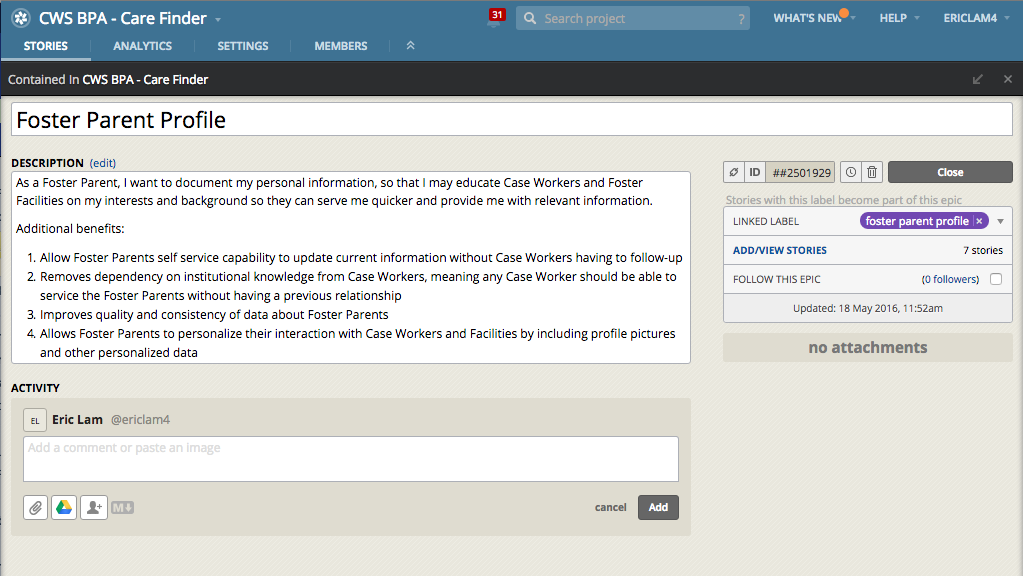 CWS BPA - Care Finder
31
Search project ?
WHAT'S NEW
HELP
ERICLAM4
STORIES
ANALYTICS
SETTINGS
MEMBERS
Contained In CWS BPA - Care Finder
Foster Parent Profile
DESCRIPTION (edit)
As a Foster Parent, I want to document my personal information, so that I may educate Case Workers and Foster
Facilities on my interests and background so they can serve me quicker and provide me with relevant information.
Additional benefits:
1. Allow Foster Parents self service capability to update current information without Case Workers having to follow-up
2. Removes dependency on institutional knowledge from Case Workers, meaning any Case Worker should be able to
service the Foster Parents without having a previous relationship
3. Improves quality and consistency of data about Foster Parents
4. Allows Foster Parents to personalize their interaction with Case Workers and Facilities by including profile pictures
and other personalized data
ID ##2501929
Close
Stories with this label become part of this epic
LINKED LABEL foster parent profile ×
ADD/VIEW STORIES 7 stories
FOLLOW THIS EPIC (0 followers)
Updated: 18 May 2016, 11:52am
no attachments
ACTIVITY
EL Eric Lam @ericlam4
Add a comment or paste an image
M
cancel
Add